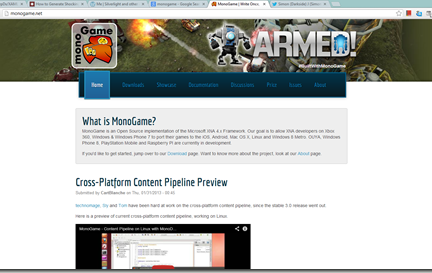 monogame.net
MonoGame | Write Once
monoGame
ARMED!
#BuiltWithMonoGame
Home Downloads Showcase Documentation Discussions Press Issues About
What is MonoGame?
MonoGame is an Open Source implementation of the Microsoft XNA 4.x Framework. Our goal is to allow XNA developers on Xbox
360, Windows & Windows Phone 7 to port their games to the iOS, Android, Mac OS X, Linux and Windows 8 Metro. OUYA, Windows
Phone 8, PlayStation Mobile and Raspberry PI are currently in development.
If you'd like to get started, jump over to our Download page. Want to know more about the project, look at our About page.
Cross-Platform Content Pipeline Preview
Submitted by on Thu, 01/31/2013 -
technomage, and Tom have been hard at work on the cross-platform content pipeline, since the stable 3.0 release went out.
Here is a preview of current cross-platform content pipeline, working on Linux
MonoGame - Content Pipeline on Linux with MonoD...